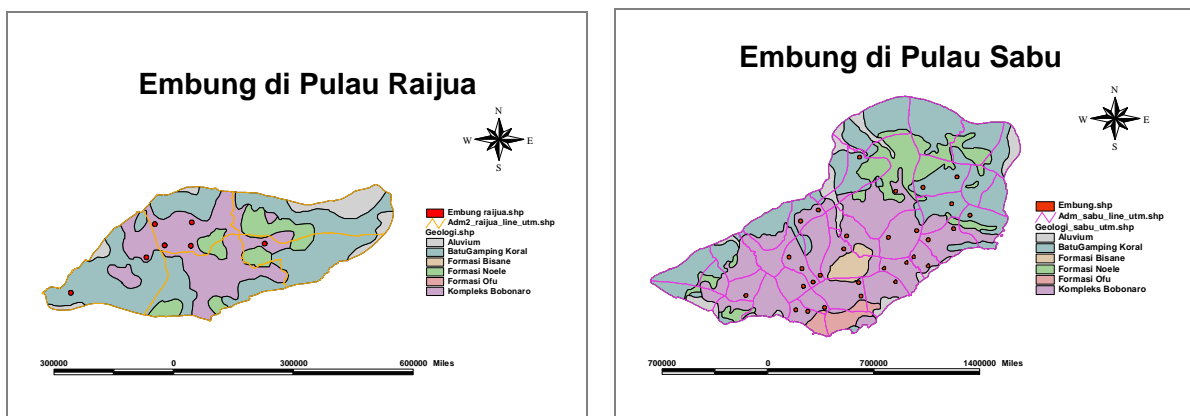 Embung di Pulau Raijua
N
W E
S
Embung raijua.shp
Adm2_raijua_line_utm.shp
Geologi.shp
Aluvium
BatuGamping Koral
Formasi Bisane
Formasi Noele
Formasi Ofu
Kompleks Bobonaro
300000 0 300000 600000 Miles
Embung di Pulau Sabu
N
W E
S
Embung.shp
Adm_sabu_line_utm.shp
Geologi_sabu_utm.shp
Aluvium
BatuGamping Koral
Formasi Bisane
Formasi Noele
Formasi Ofu
Kompleks Bobonaro
700000 0 700000 1400000 Miles